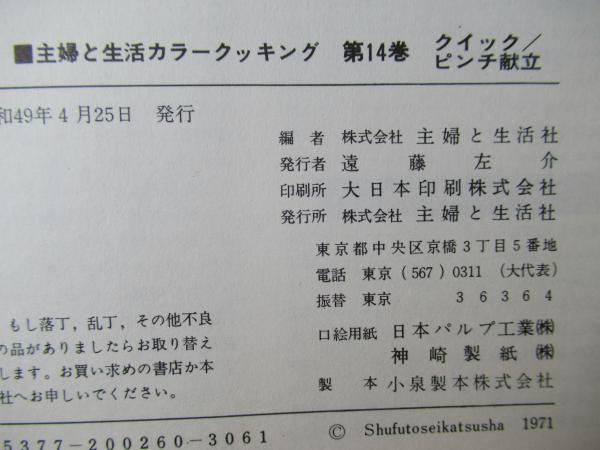 ■主婦と生活カラークッキング 第14巻 クイック/
ピンチ献立
和49年4月25日 発行
編者 株式会社 主婦と生活社
発行者 遠藤左介
印刷所 大日本印刷株式会社
発行所 株式会社 主婦と生活社
東京都中央区京橋3丁目5番地
電話 東京(567)0311 (大代表)
振替 東京 36364
口絵用紙 日本パルプ工業㈱
神崎製紙㈱
製本 小泉製本株式会社
もし落丁,乱丁,その他不良
の品がありましたらお取り替え
します。お買い求めの書店か本
社へお申しいでください。
5377-200260-3061
© Shufutoseikatsusha 1971